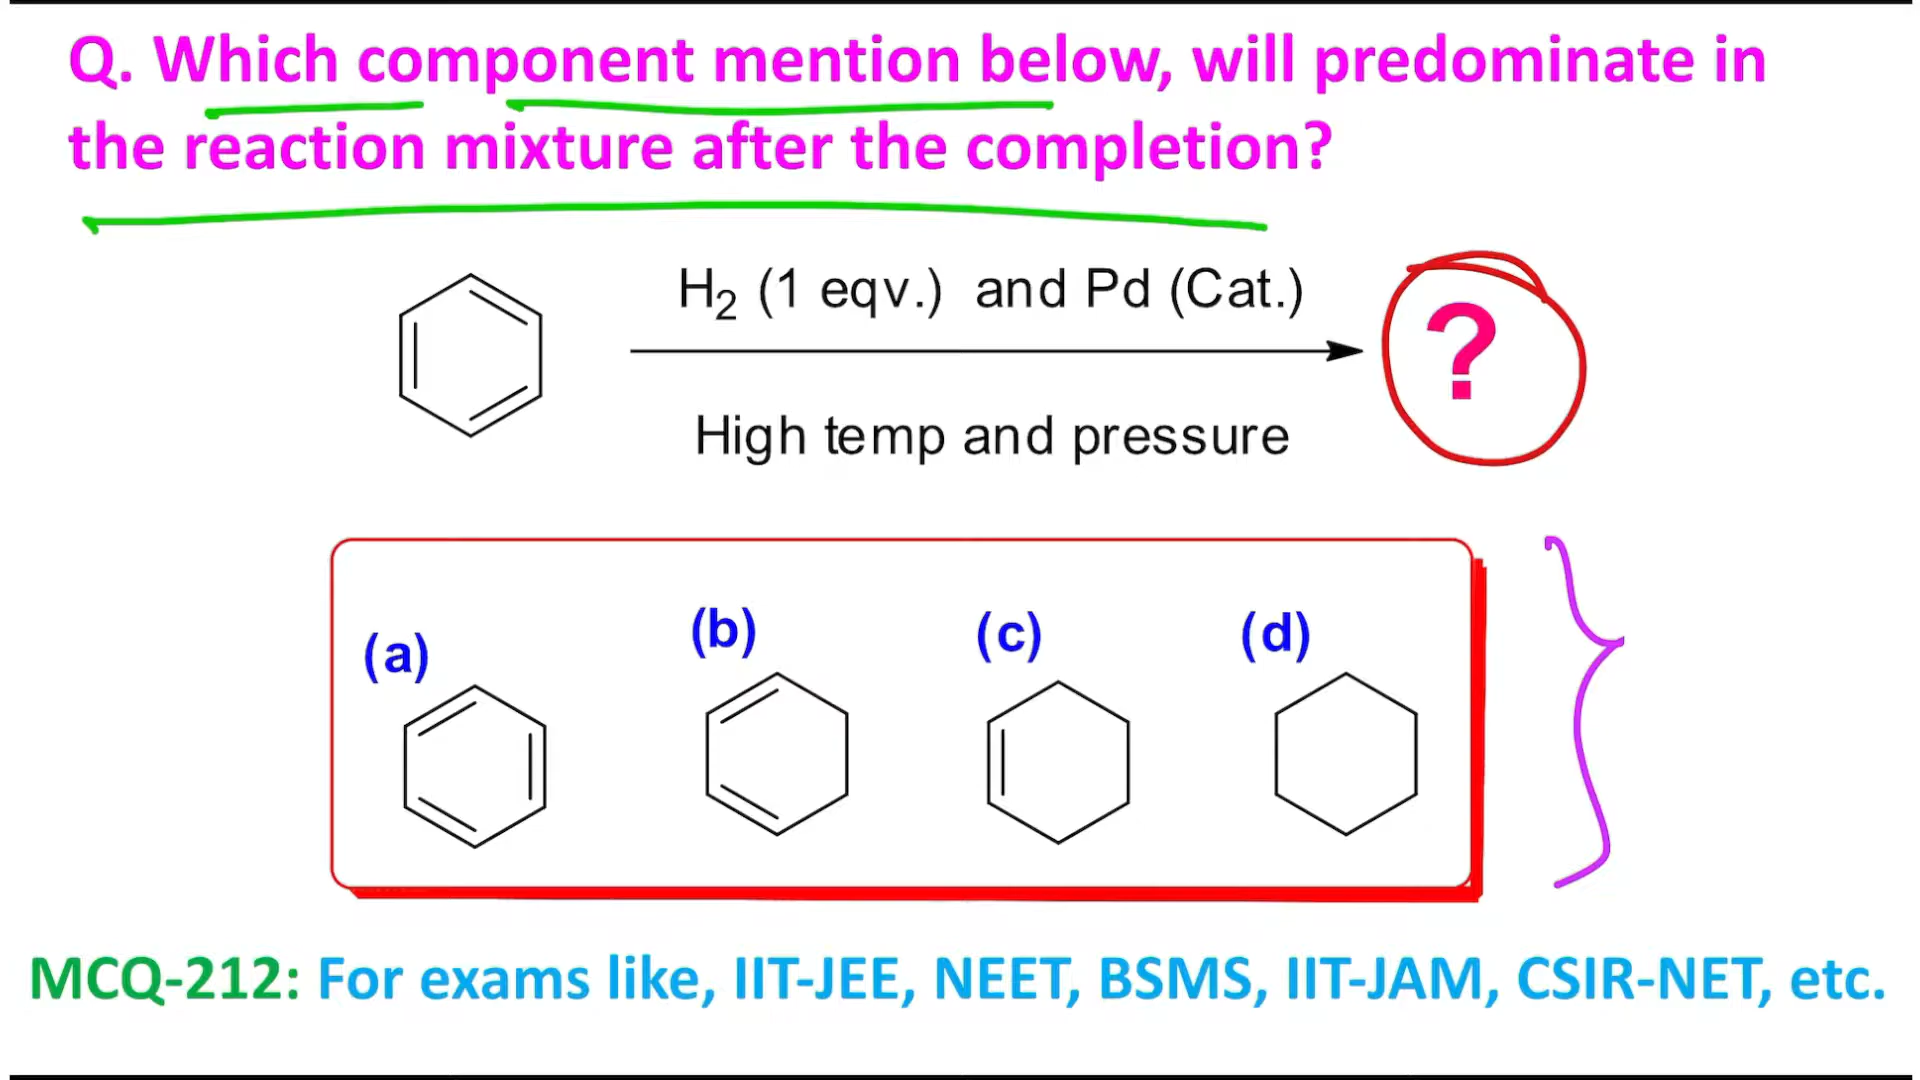 Q. Which component mention below, will predominate in
the reaction mixture after the completion?
H₂ (1 eqv.) and Pd (Cat.)
?
High temp and pressure
(a) (b) (c) (d)
MCQ-212: For exams like, IIT-JEE, NEET, BSMS, IIT-JAM, CSIR-NET, etc.